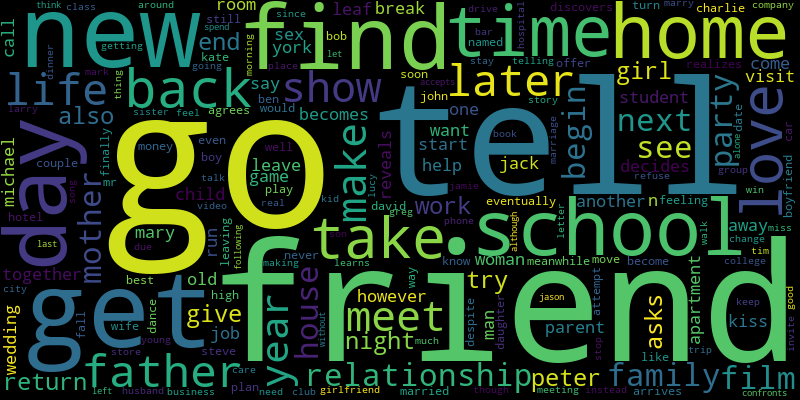 think
class
around
room
leaf
break
drive
discovers
turn
marry
charlie
company
new
find
time
home
call
getting
end
since
sex
bob
spend
let
york
still
kate
going
morning
place
bar
named
hospital
stay
telling
offer
soon
realizes
come
visit
dinner
mark
thing
life
back
say
show
later
girl
student
party
larry
also
sister
feel
agrees
ben
would
becomes
john
one
story
accepts
go
tell
begin
love
day
michael
couple
finally
money
even
boy
well
leave
game
play
want
start
help
book
jack
marriage
next
see
decides
group
date
alone
car
boyfriend
mother
mr
talk
child
video
real
kid
lucy
make
reveals
david
greg
jamie
work
phone
eventually
although
another
n
refuse
win
feeling
hotel
song
last
mary
due
run
leaving
following
take
.
school
letter
away
miss
walk
change
tim
together
city
best
old
making
never
learns
way
know
woman
meanwhile
move
become
college
get
friend
wedding
fall
wife
dance
high
give
job
year
house
without
however
meet
night
much
try
despite
man
daughter
jason
attempt
parent
apartment
asks
kiss
keep
good
invite
store
young
steve
care
plan
like
stop
trip
return
father
left
husband
business
need
club
girlfriend
relationship
married
though
peter
meeting
instead
family
arrives
film
confronts